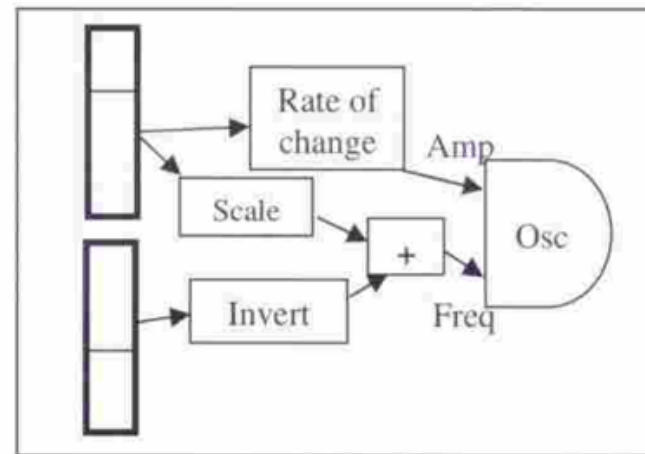 Rate of
change
Amp
Scale
Osc
+
Invert
Freq